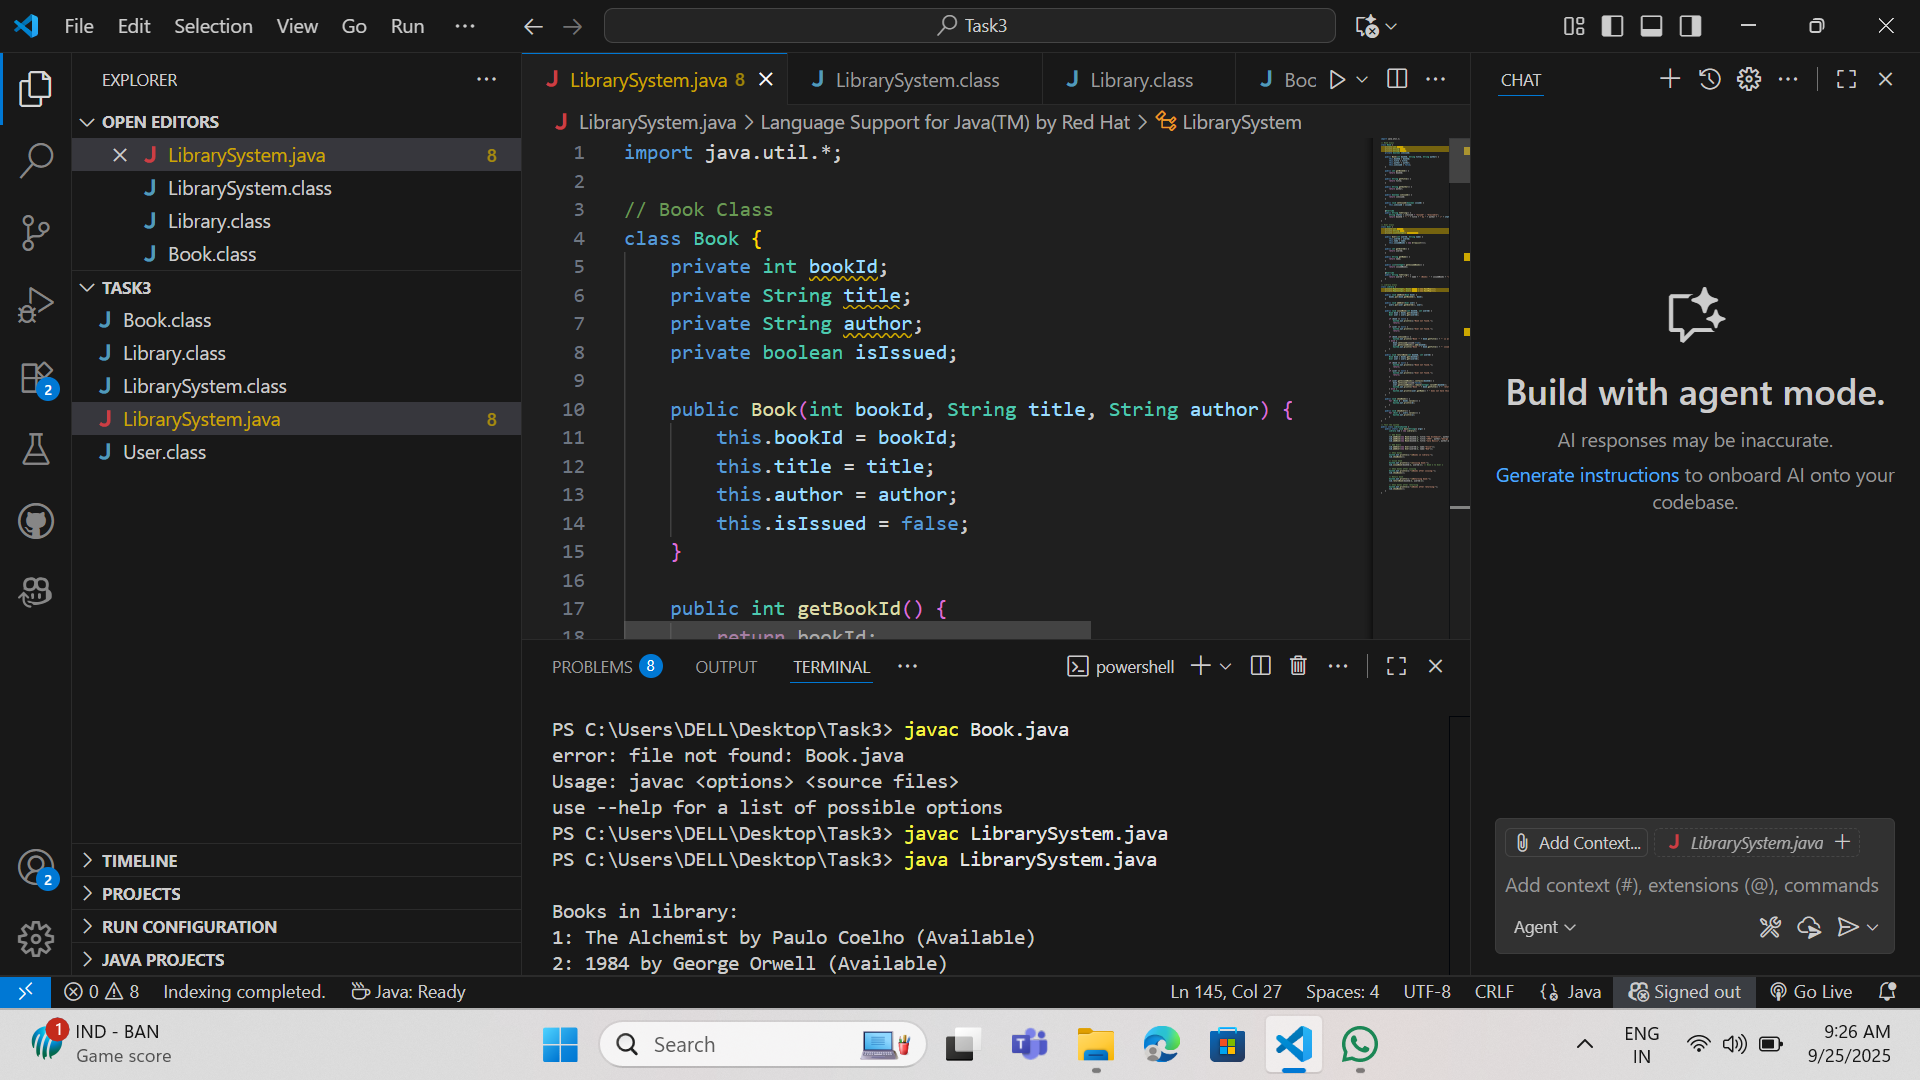 File Edit Selection View Go Run ··· Task3
EXPLORER
OPEN EDITORS
LibrarySystem.java 8
LibrarySystem.class
Library.class
Book.class
TASK3
Book.class
Library.class
LibrarySystem.class
LibrarySystem.java 8
User.class
TIMELINE
PROJECTS
RUN CONFIGURATION
JAVA PROJECTS
2
2
LibrarySystem.java 8 LibrarySystem.class Library.class Boc
LibrarySystem.java > Language Support for Java(TM) by Red Hat > LibrarySystem
1 import java.util.*;
2
3 // Book Class
4 class Book {
5 private int bookId;
6 private String title;
7 private String author;
8 private boolean isIssued;
9
10 public Book(int bookId, String title, String author) {
11 this.bookId = bookId;
12 this.title = title;
13 this.author = author;
14 this.isIssued = false;
15 }
16
17 public int getBookId() {
18 return bookId;
PROBLEMS 8 OUTPUT TERMINAL ··· powershell
PS C:\Users\DELL\Desktop\Task3> javac Book.java
error: file not found: Book.java
Usage: javac <options> <source files>
use --help for a list of possible options
PS C:\Users\DELL\Desktop\Task3> javac LibrarySystem.java
PS C:\Users\DELL\Desktop\Task3> java LibrarySystem.java
Books in library:
1: The Alchemist by Paulo Coelho (Available)
2: 1984 by George Orwell (Available)
CHAT
Build with agent mode.
AI responses may be inaccurate.
Generate instructions to onboard AI onto your
codebase.
Add Context... LibrarySystem.java
Add context (#), extensions (@), commands
Agent
0 8 Indexing completed. Java: Ready Ln 145, Col 27 Spaces: 4 UTF-8 CRLF Java Signed out Go Live
1 IND - BAN
Game score
Search
ENG
IN
9:26 AM
9/25/2025